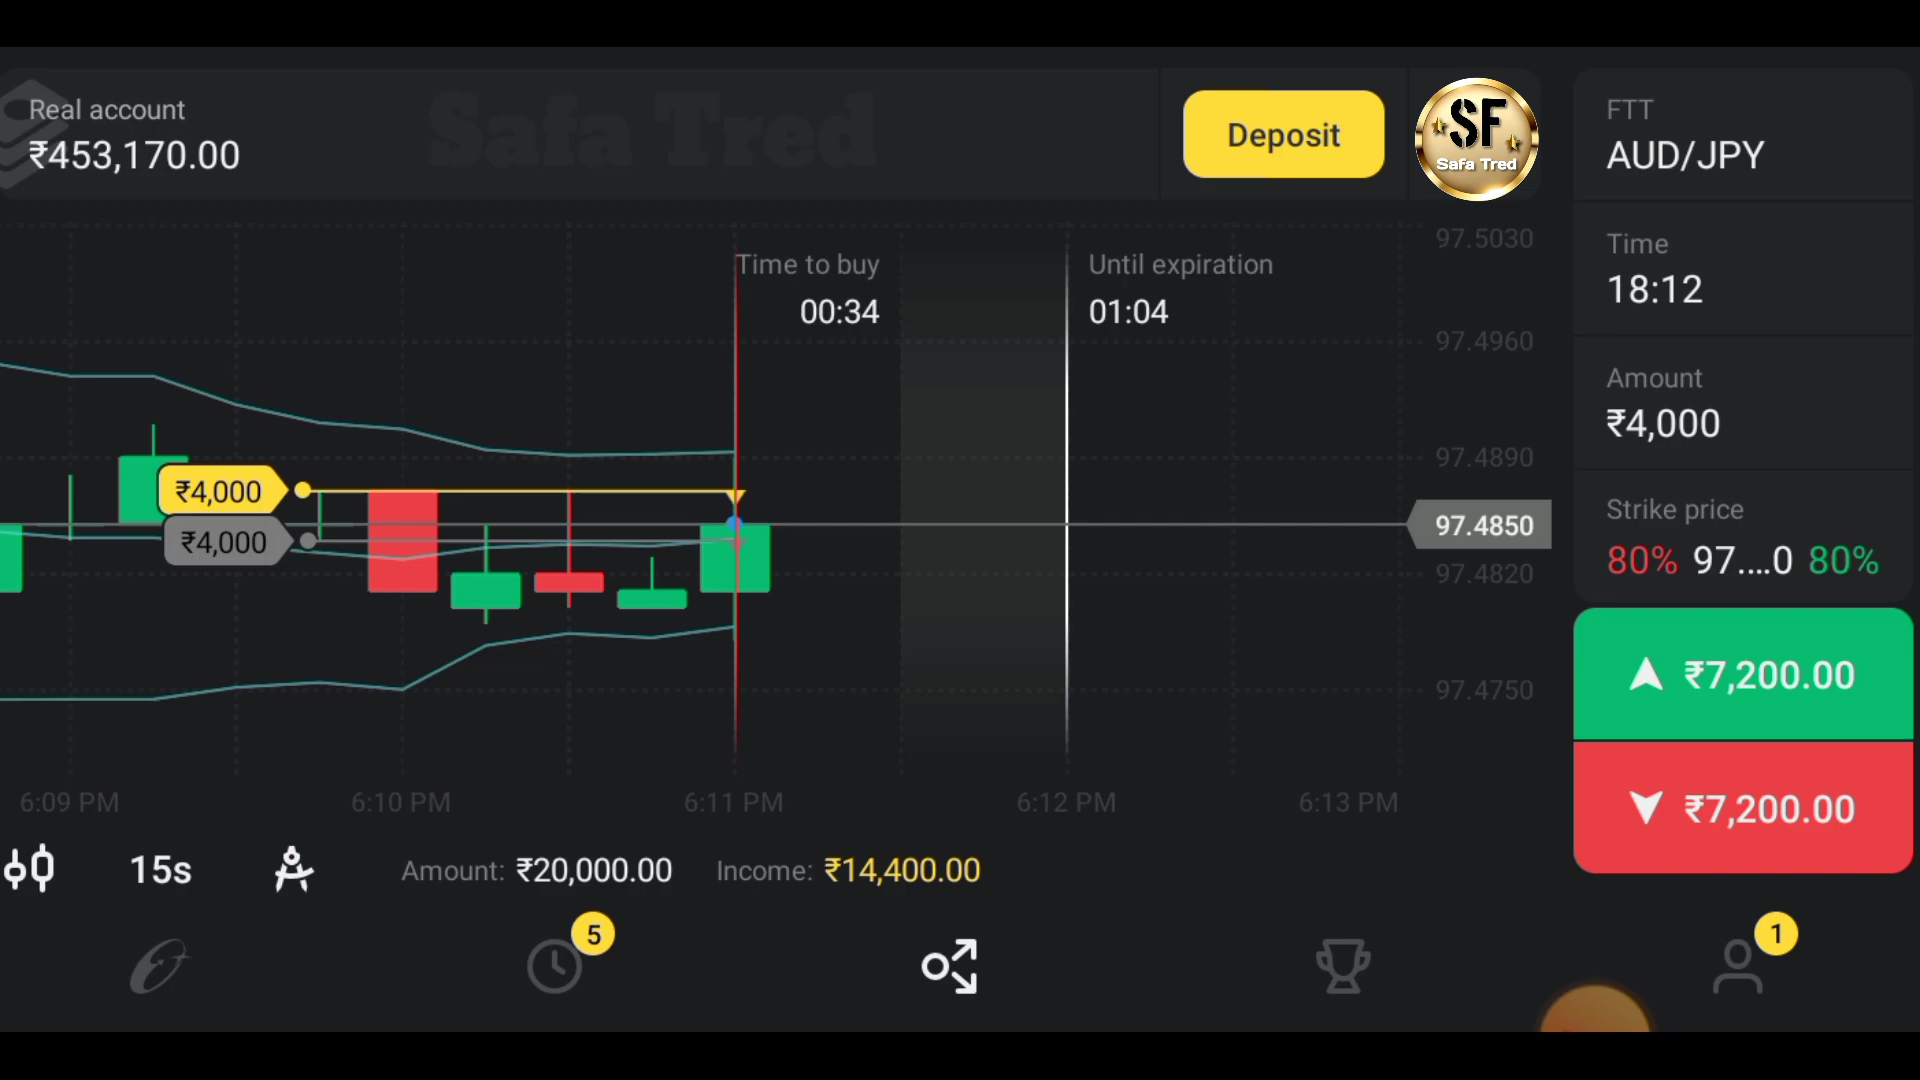 Real account
₹453,170.00
Safa Tred
Deposit
SF
Safa Tred
FTT
AUD/JPY
Time
18:12
Amount
₹4,000
Strike price
80% 97....0 80%
₹7,200.00
₹7,200.00
Time to buy
00:34
Until expiration
01:04
97.5030
97.4960
97.4890
97.4850
97.4820
97.4750
₹4,000
₹4,000
6:09 PM
6:10 PM
6:11 PM
6:12 PM
6:13 PM
15s
Amount: ₹20,000.00
Income: ₹14,400.00
5
1